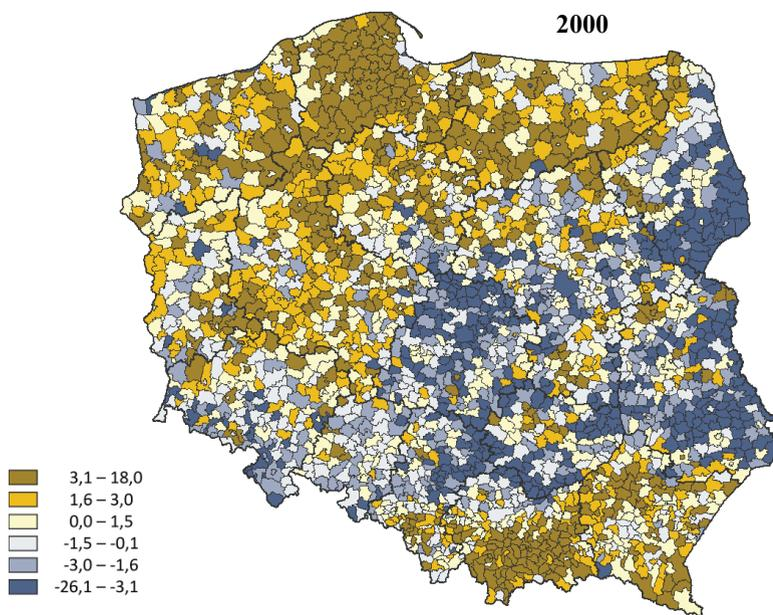 2000
3,1 – 18,0
1,6 – 3,0
0,0 – 1,5
-1,5 – -0,1
-3,0 – -1,6
-26,1 – -3,1